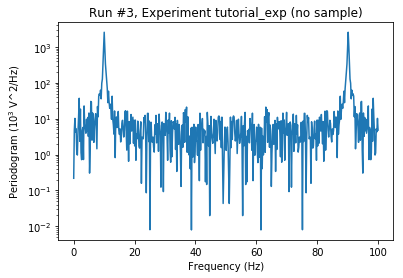 Run #3, Experiment tutorial_exp (no sample)
Periodogram (10³ V^2/Hz)
10³
10²
10¹
10⁰
10⁻¹
10⁻²
0 20 40 60 80 100
Frequency (Hz)